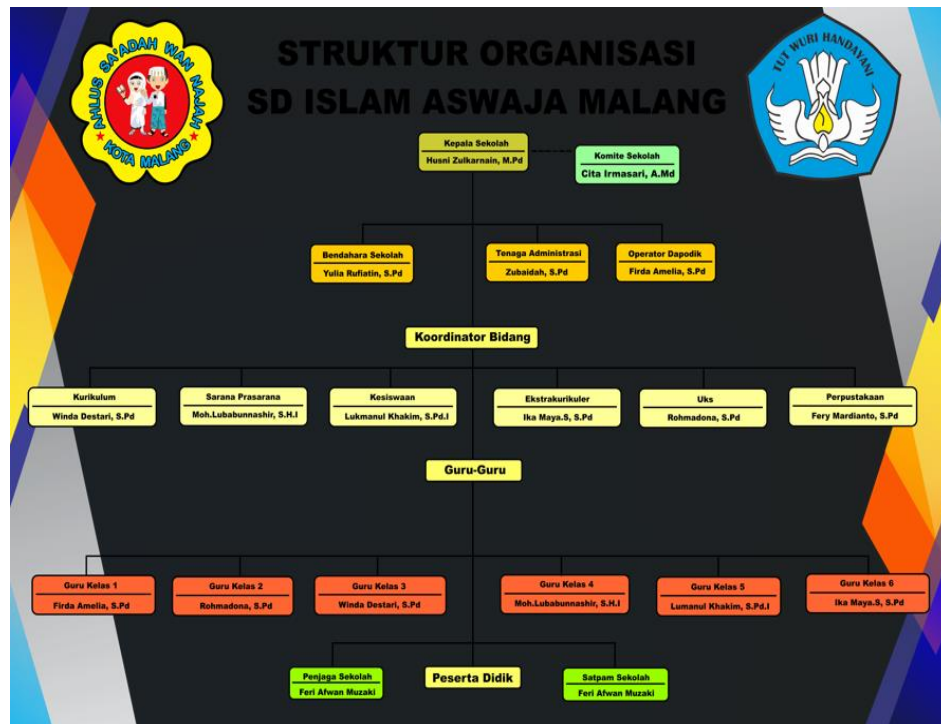 STRUKTUR ORGANISASI
SD ISLAM ASWAJA MALANG
AHLUS SA'ADAH WAN NAJAH
KOTA MALANG
TUT WURI HANDAYANI
Kepala Sekolah
Husni Zulkarnain, M.Pd
Komite Sekolah
Cita Irmasari, A.Md
Bendahara Sekolah
Yulia Rufiatin, S.Pd
Tenaga Administrasi
Zubaidah, S.Pd
Operator Dapodik
Firda Amelia, S.Pd
Koordinator Bidang
Kurikulum
Winda Destari, S.Pd
Sarana Prasarana
Moh.Lubabunnashir, S.H.I
Kesiswaan
Lukmanul Khakim, S.Pd.I
Ekstrakurikuler
Ika Maya.S, S.Pd
Uks
Rohmadona, S.Pd
Perpustakaan
Fery Mardianto, S.Pd
Guru-Guru
Guru Kelas 1
Firda Amelia, S.Pd
Guru Kelas 2
Rohmadona, S.Pd
Guru Kelas 3
Winda Destari, S.Pd
Guru Kelas 4
Moh.Lubabunnashir, S.H.I
Guru Kelas 5
Lumanul Khakim, S.Pd.I
Guru Kelas 6
Ika Maya.S, S.Pd
Penjaga Sekolah
Feri Afwan Muzaki
Peserta Didik
Satpam Sekolah
Feri Afwan Muzaki